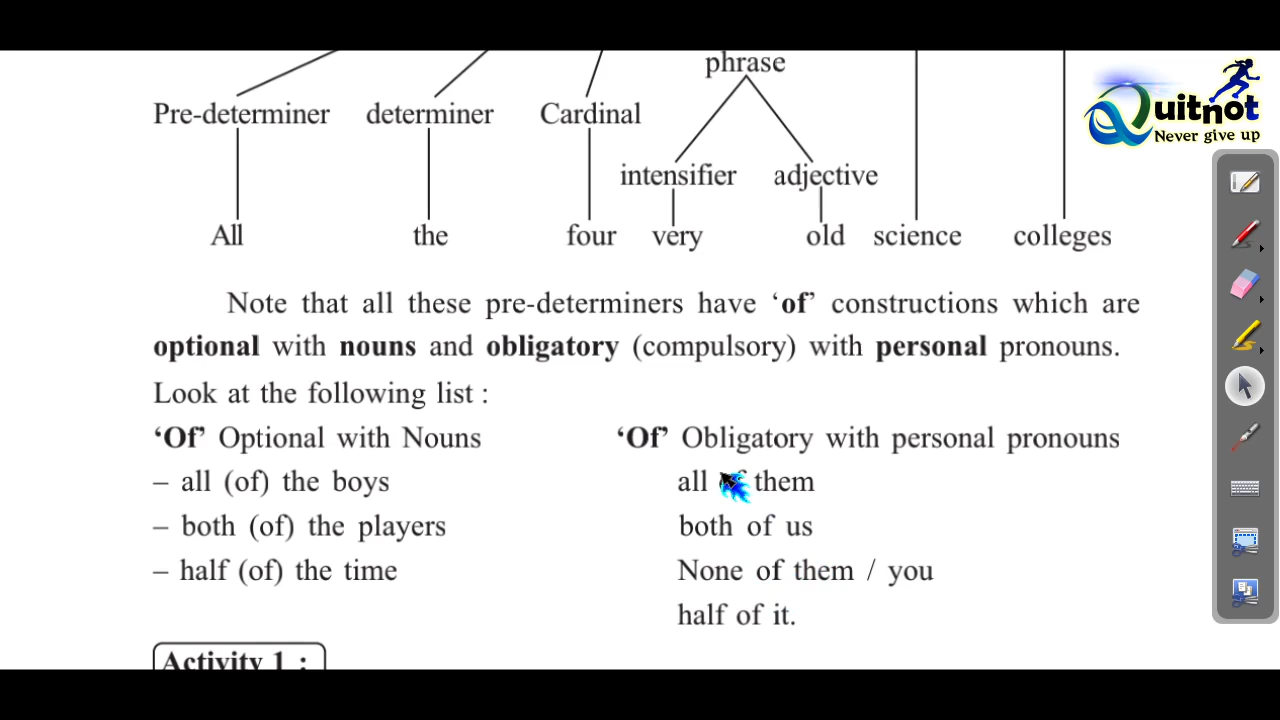 phrase
Pre-determiner determiner Cardinal
intensifier adjective
All the four very old science colleges
Quitnot
Never give up
Note that all these pre-determiners have ‘of’ constructions which are
optional with nouns and obligatory (compulsory) with personal pronouns.
Look at the following list :
‘Of’ Optional with Nouns
– all (of) the boys
– both (of) the players
– half (of) the time
‘Of’ Obligatory with personal pronouns
all of them
both of us
None of them / you
half of it.
Activity 1 :